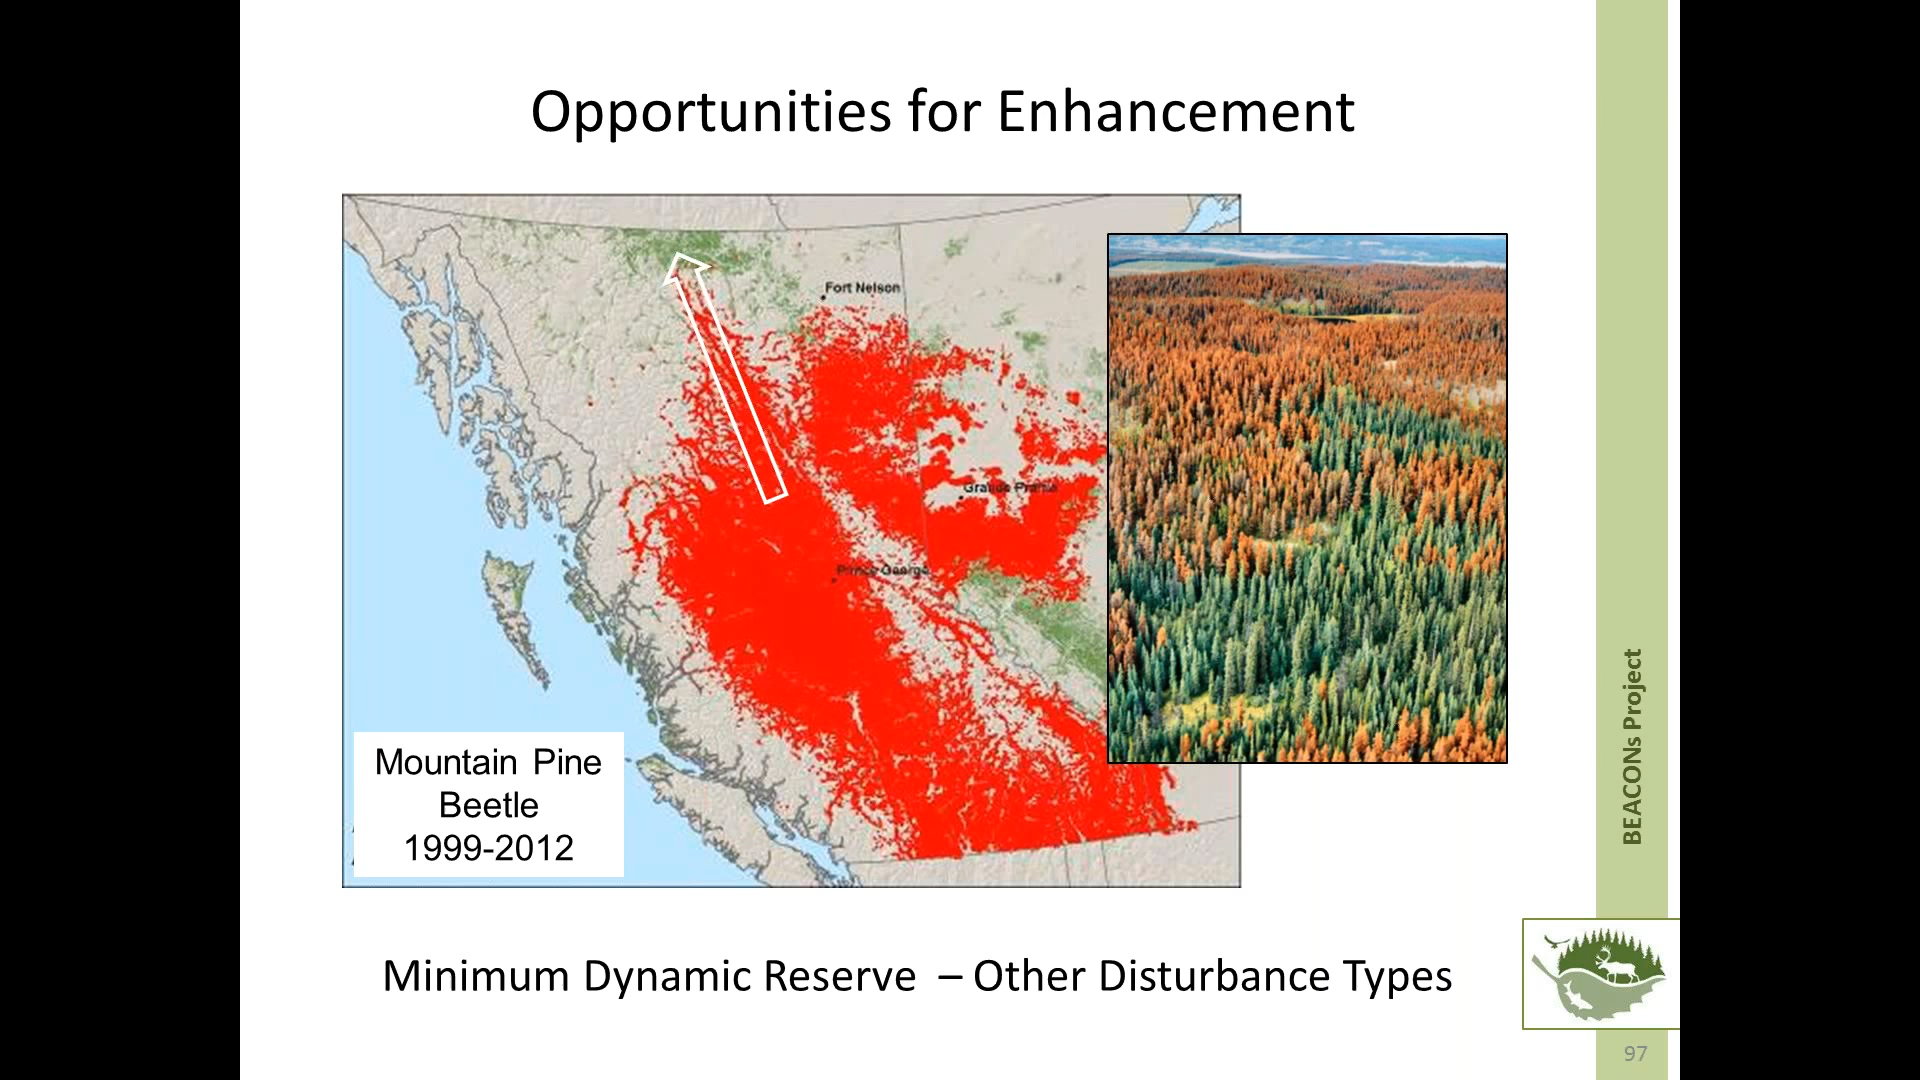 Opportunities for Enhancement
Fort Nelson
Grande Prairie
Prince George
Mountain Pine
Beetle
1999-2012
BEACONs Project
Minimum Dynamic Reserve – Other Disturbance Types
97